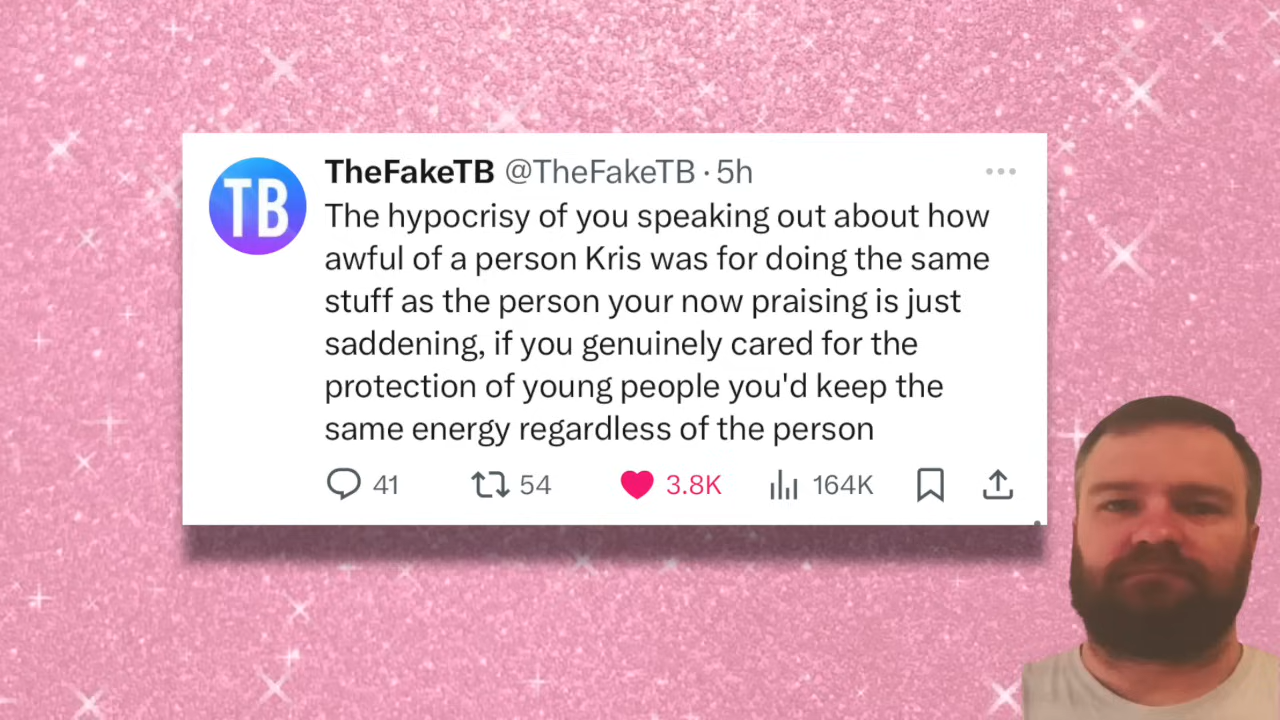 TB
TheFakeTB @TheFakeTB · 5h
The hypocrisy of you speaking out about how
awful of a person Kris was for doing the same
stuff as the person your now praising is just
saddening, if you genuinely cared for the
protection of young people you'd keep the
same energy regardless of the person
41 54 3.8K 164K